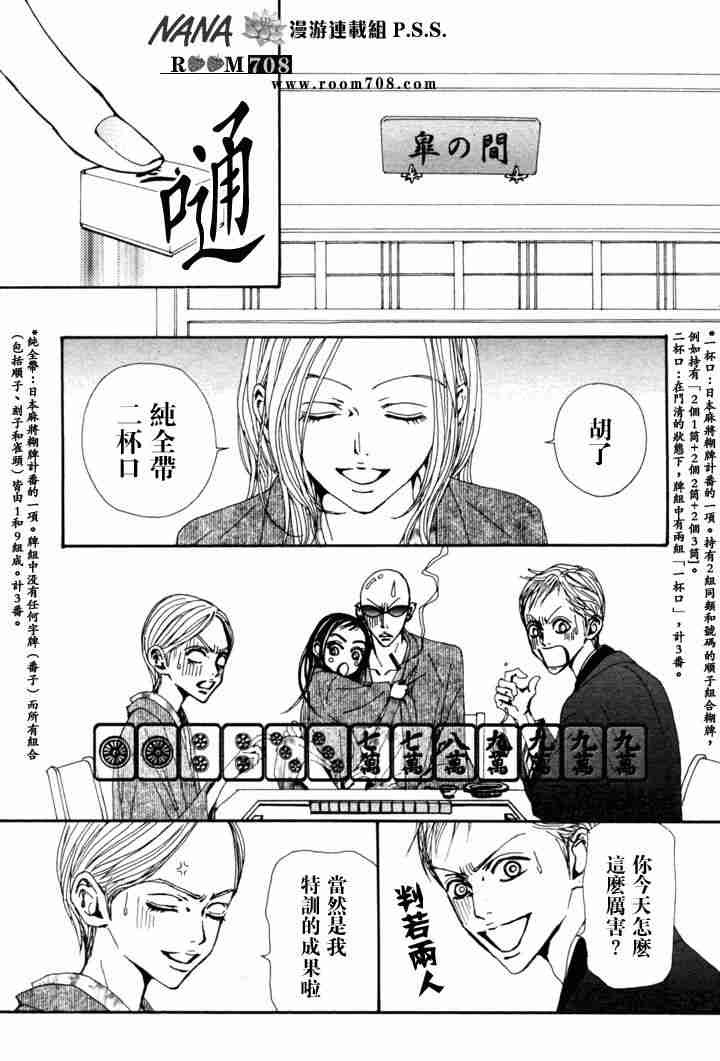 NANA 漫游連載組 P.S.S.
R🍓🍓M 708
www.room708.com
皐の間
嗵
胡了
純全帶
二杯口
*一杯口:日本麻將糊牌計番的一項。持有2組同類和號碼的順子組合糊牌,
例如持有「2個1筒+2個2筒+2個3筒]。
二杯口:在門清的狀態下,牌組中有兩組「一杯口」,計3番。
*純全帶:日本麻將糊牌計番的一項。牌組中沒有任何字牌(番子)而所有組合
(包括順子、刻子和雀頭)皆由1和9組成。計3番。
七萬 七萬 八萬 八萬 九萬 九萬 九萬
你今天怎麼
這麼厲害?
判若兩人
當然是我
特訓的成果啦